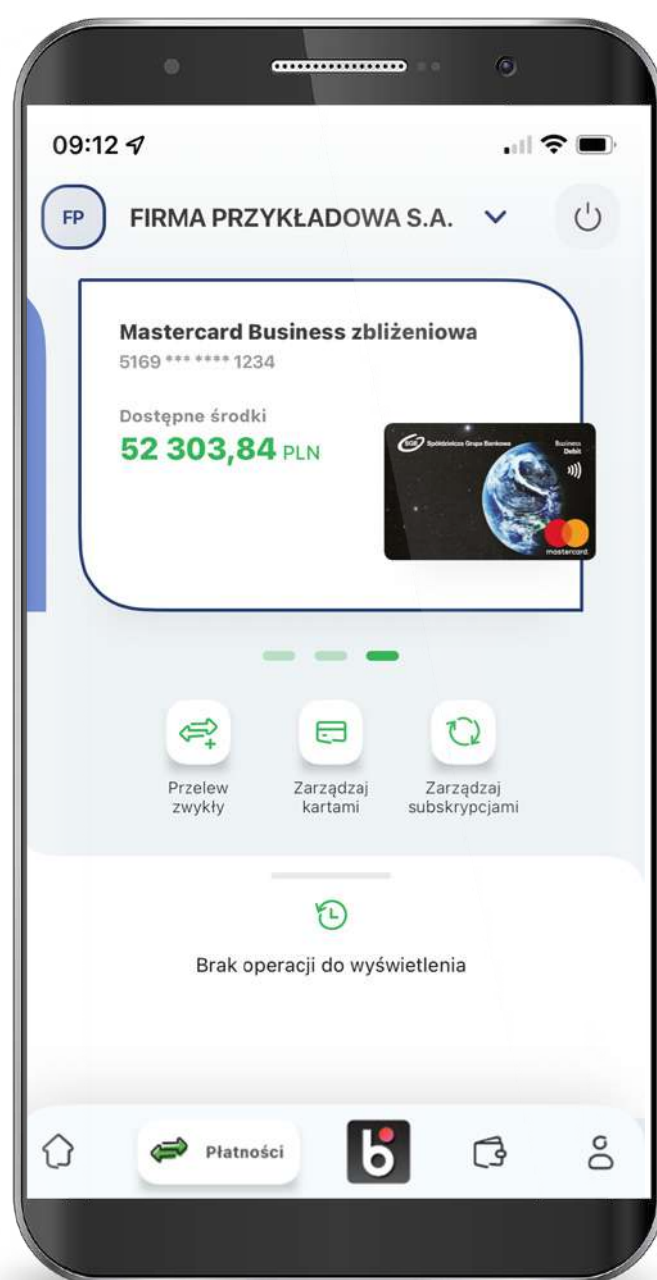 09:12
FP
FIRMA PRZYKŁADOWA S.A.
Mastercard Business zbliżeniowa
5169 *** **** 1234
Dostępne środki
52 303,84 PLN
SGB Spółdzielcza Grupa Bankowa
Business
Debit
mastercard.
Przelew
zwykły
Zarządzaj
kartami
Zarządzaj
subskrypcjami
Brak operacji do wyświetlenia
Płatności
b